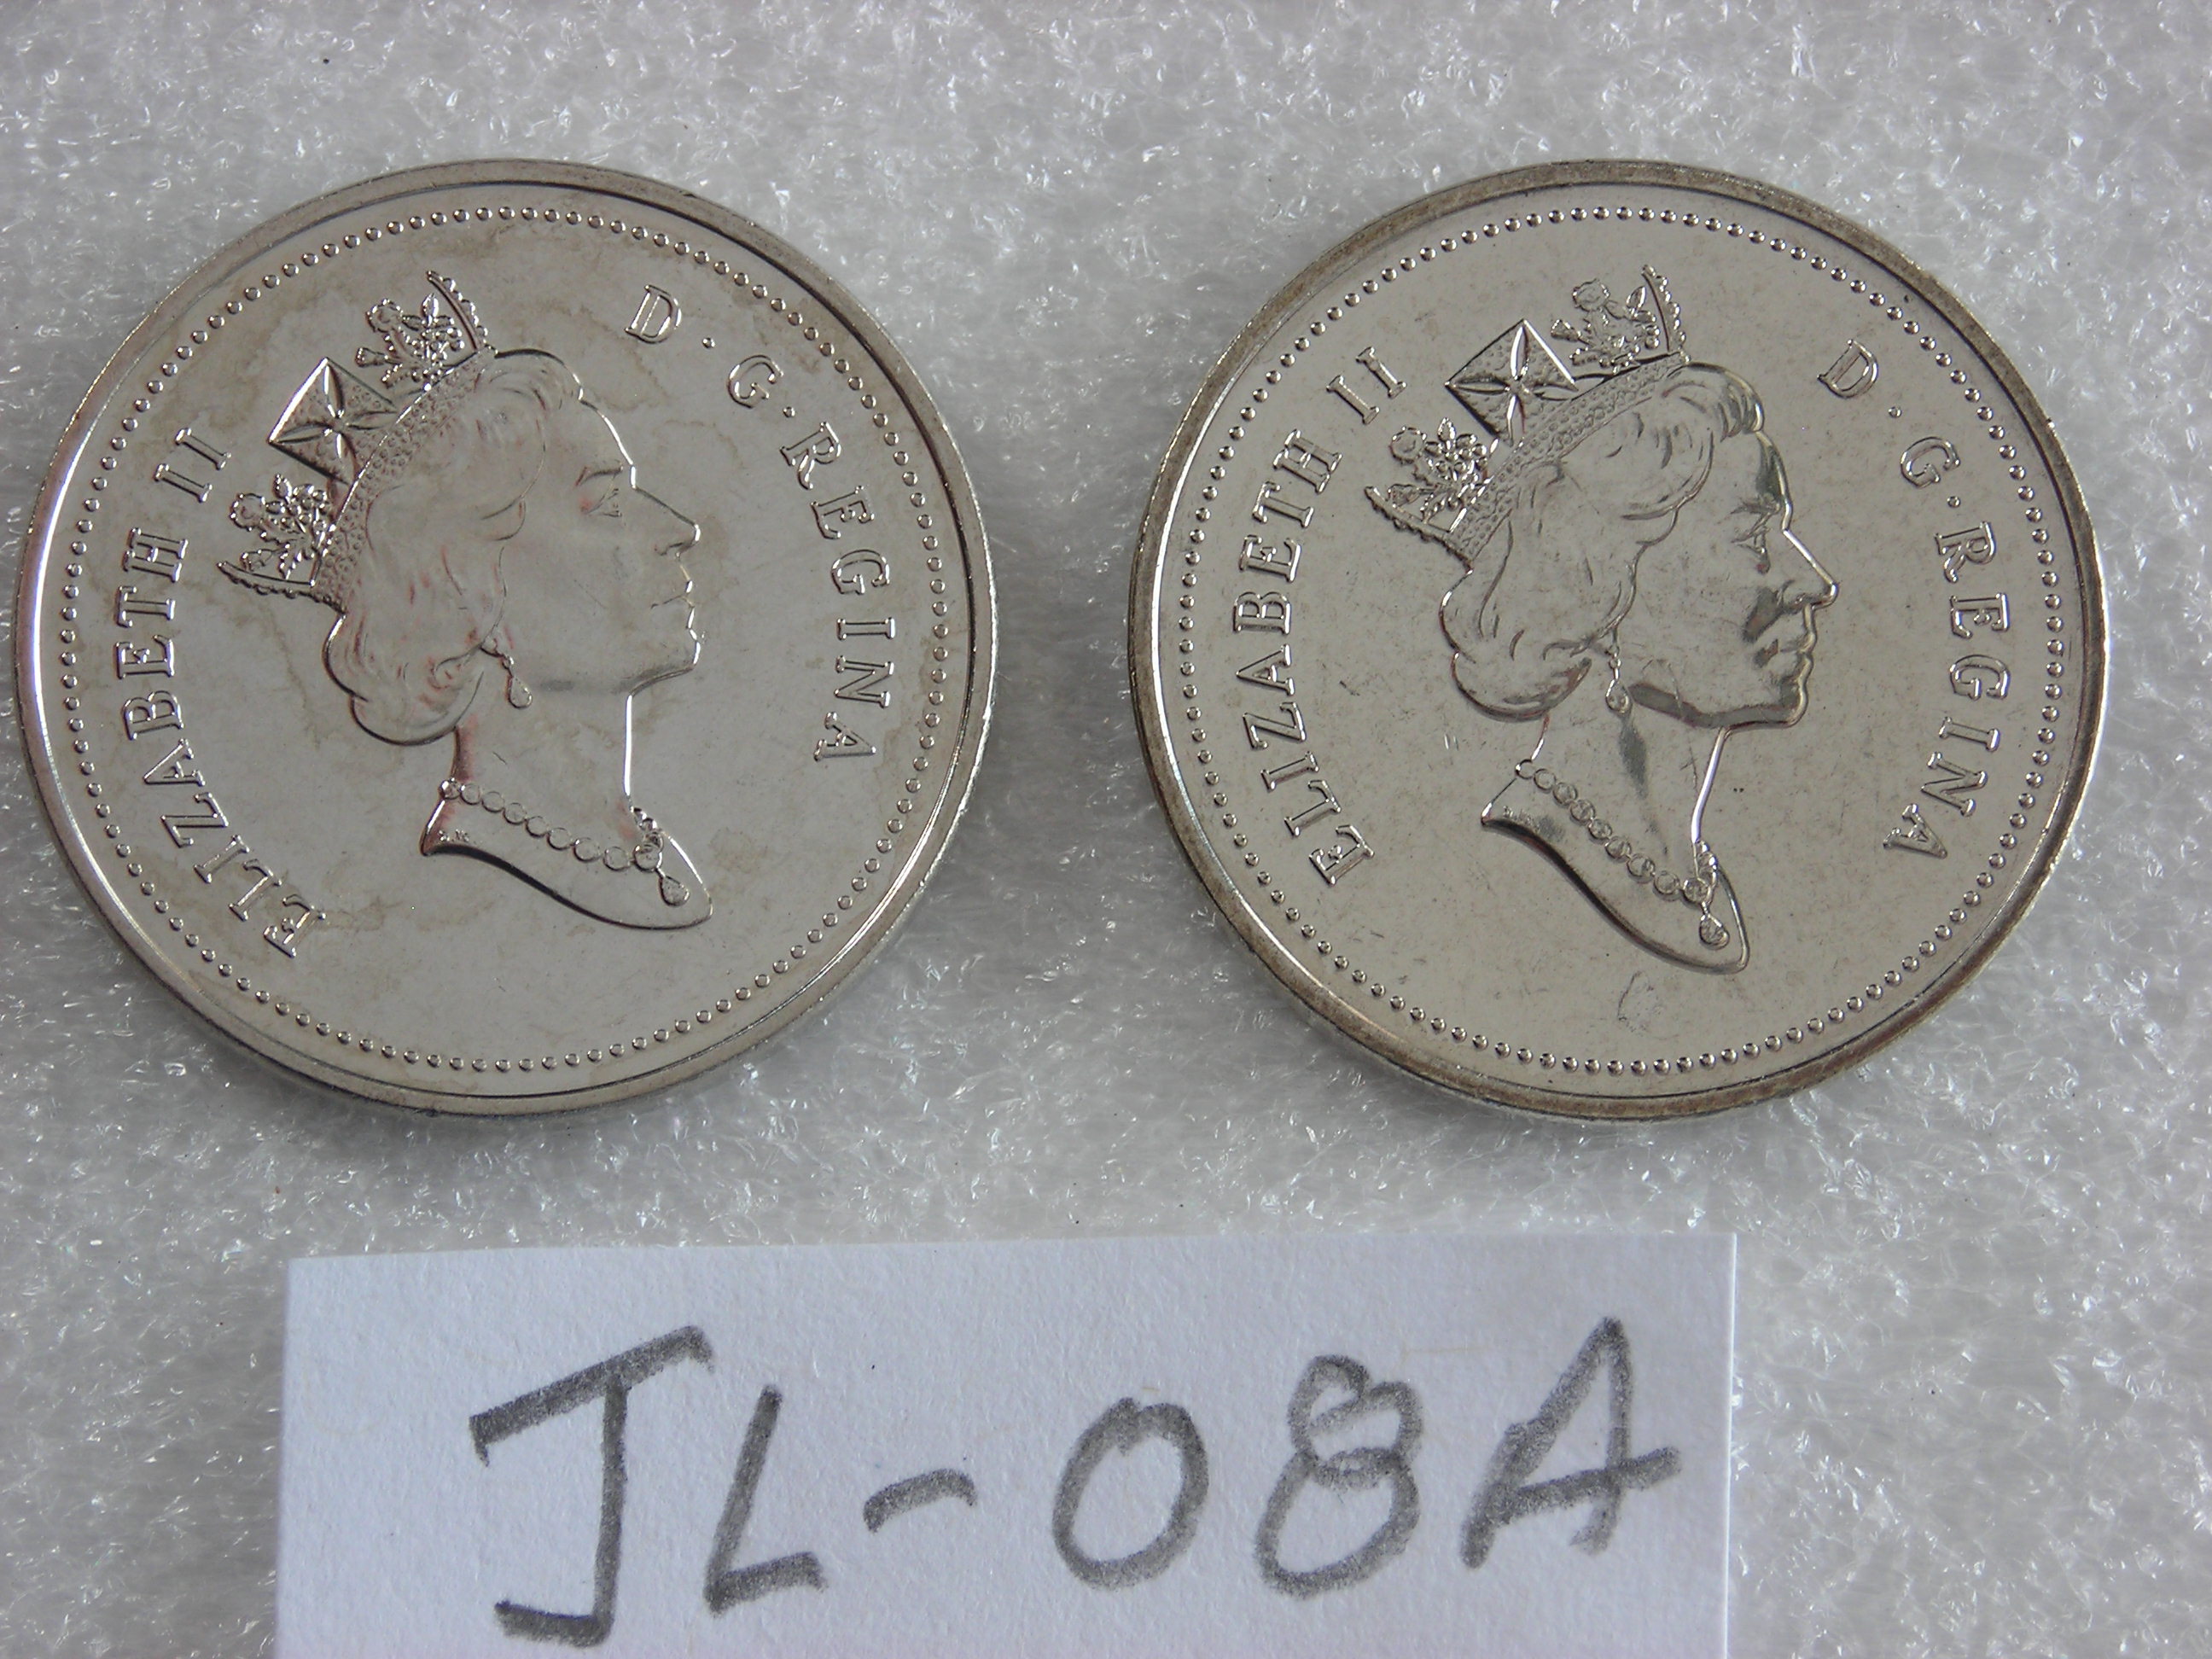 ELIZABETH II D·G·REGINA
ELIZABETH II D·G·REGINA
JL-08A